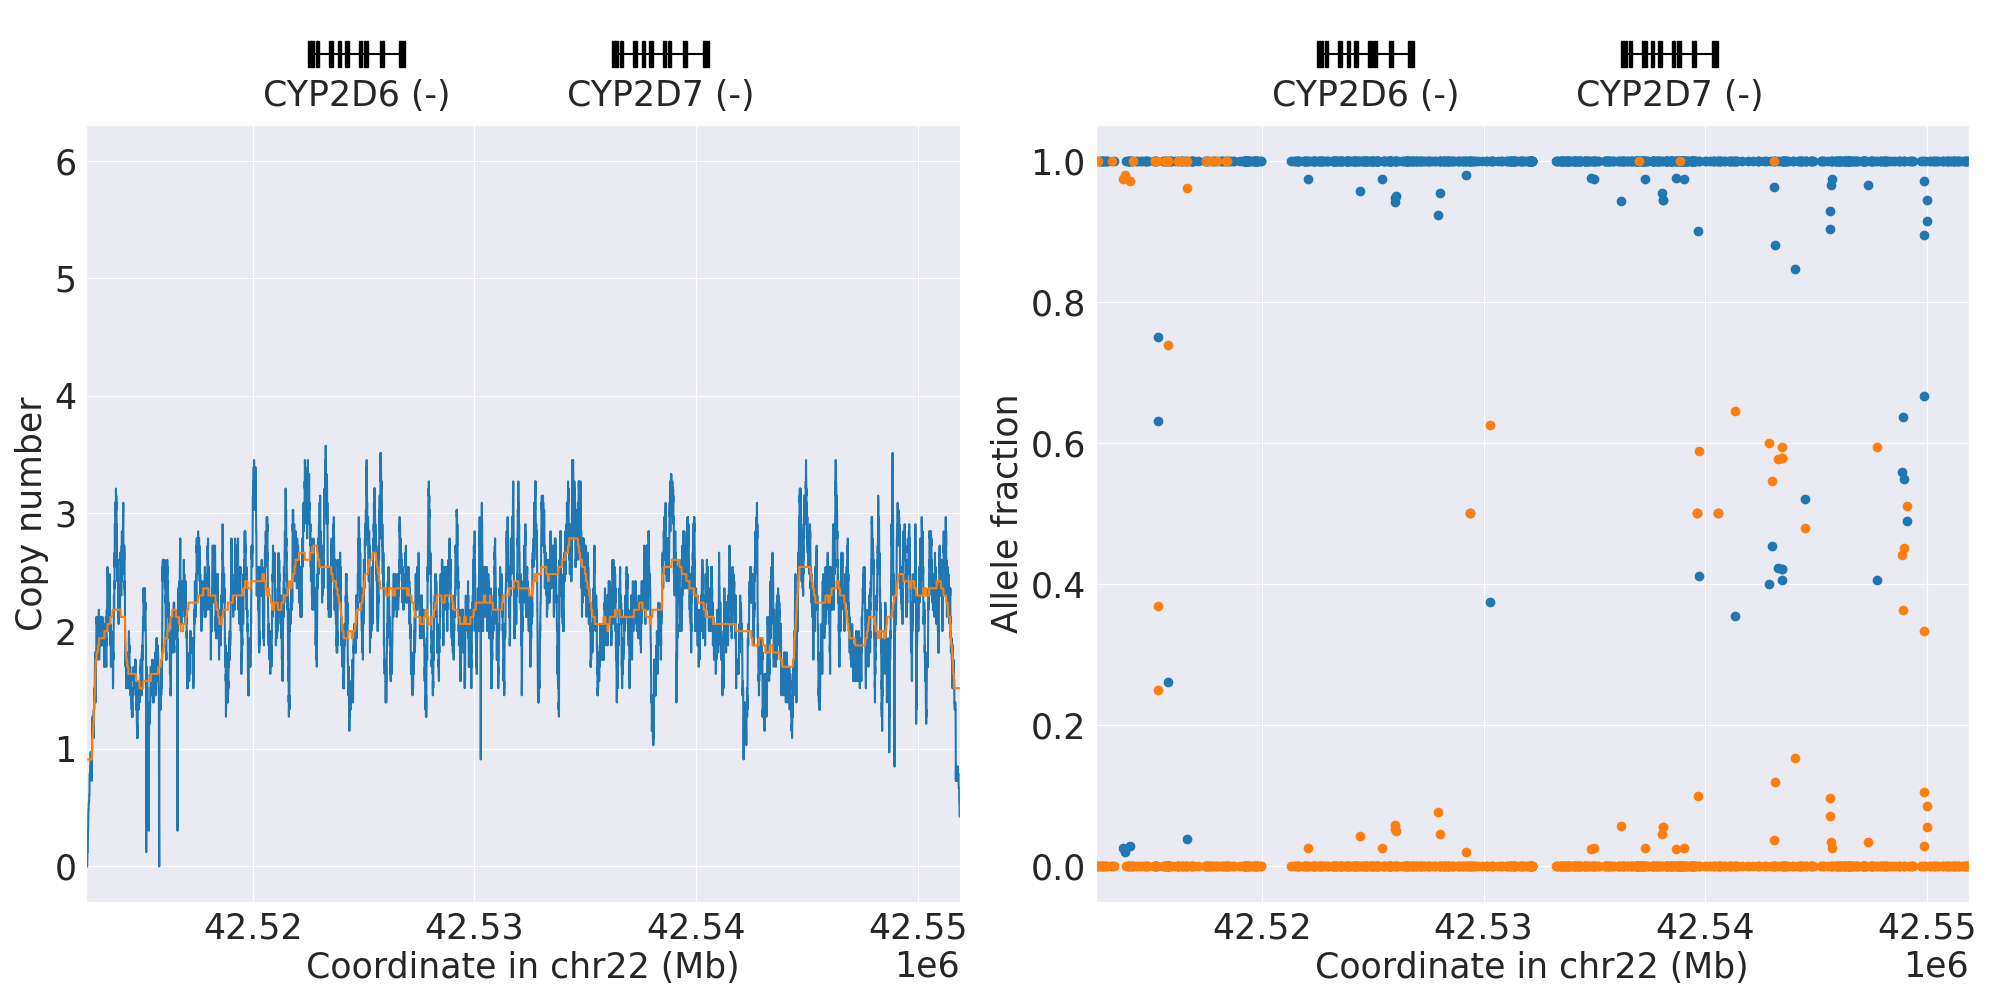 CYP2D6 (-) CYP2D7 (-)
6
5
4
3
2
1
0
Copy number
42.52 42.53 42.54 42.55
Coordinate in chr22 (Mb) 1e6
CYP2D6 (-) CYP2D7 (-)
1.0
0.8
0.6
0.4
0.2
0.0
Allele fraction
42.52 42.53 42.54 42.55
Coordinate in chr22 (Mb) 1e6